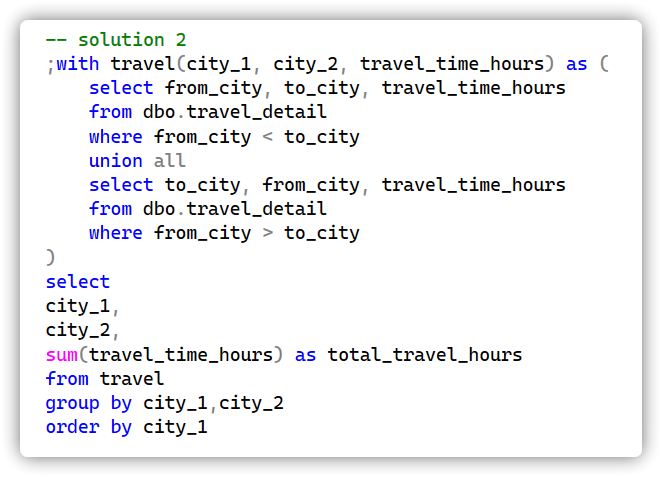 -- solution 2
;with travel(city_1, city_2, travel_time_hours) as (
    select from_city, to_city, travel_time_hours
    from dbo.travel_detail
    where from_city < to_city
    union all
    select to_city, from_city, travel_time_hours
    from dbo.travel_detail
    where from_city > to_city
)
select
city_1,
city_2,
sum(travel_time_hours) as total_travel_hours
from travel
group by city_1,city_2
order by city_1